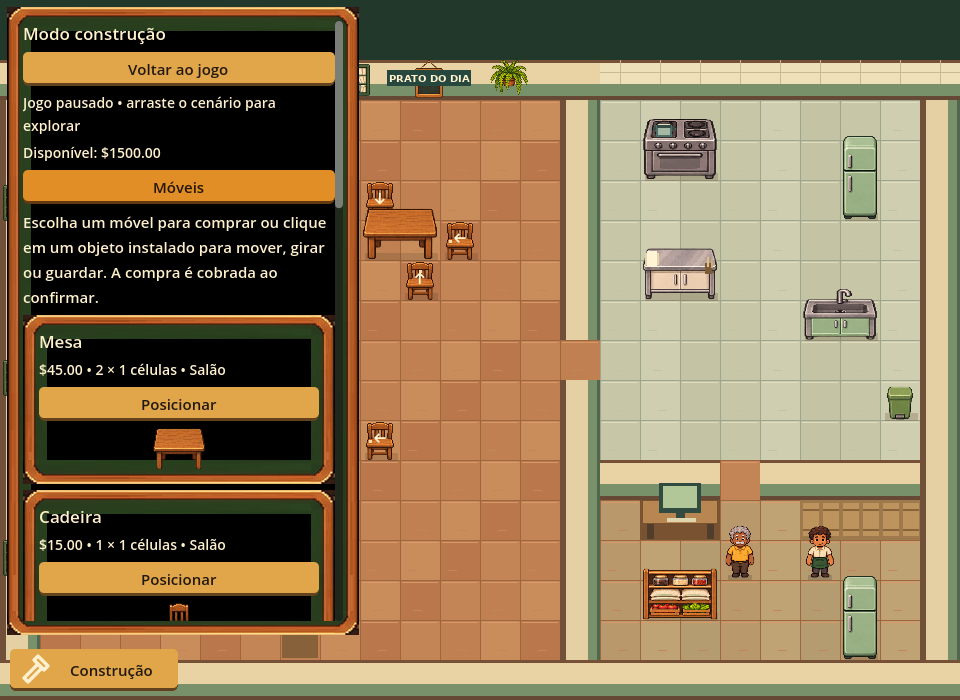 Modo construção
Voltar ao jogo
Jogo pausado • arraste o cenário para
explorar
Disponível: $1500.00
Móveis
Escolha um móvel para comprar ou clique
em um objeto instalado para mover, girar
ou guardar. A compra é cobrada ao
confirmar.
Mesa
$45.00 • 2 × 1 células • Salão
Posicionar
Cadeira
$15.00 • 1 × 1 células • Salão
Posicionar
Construção
PRATO DO DIA